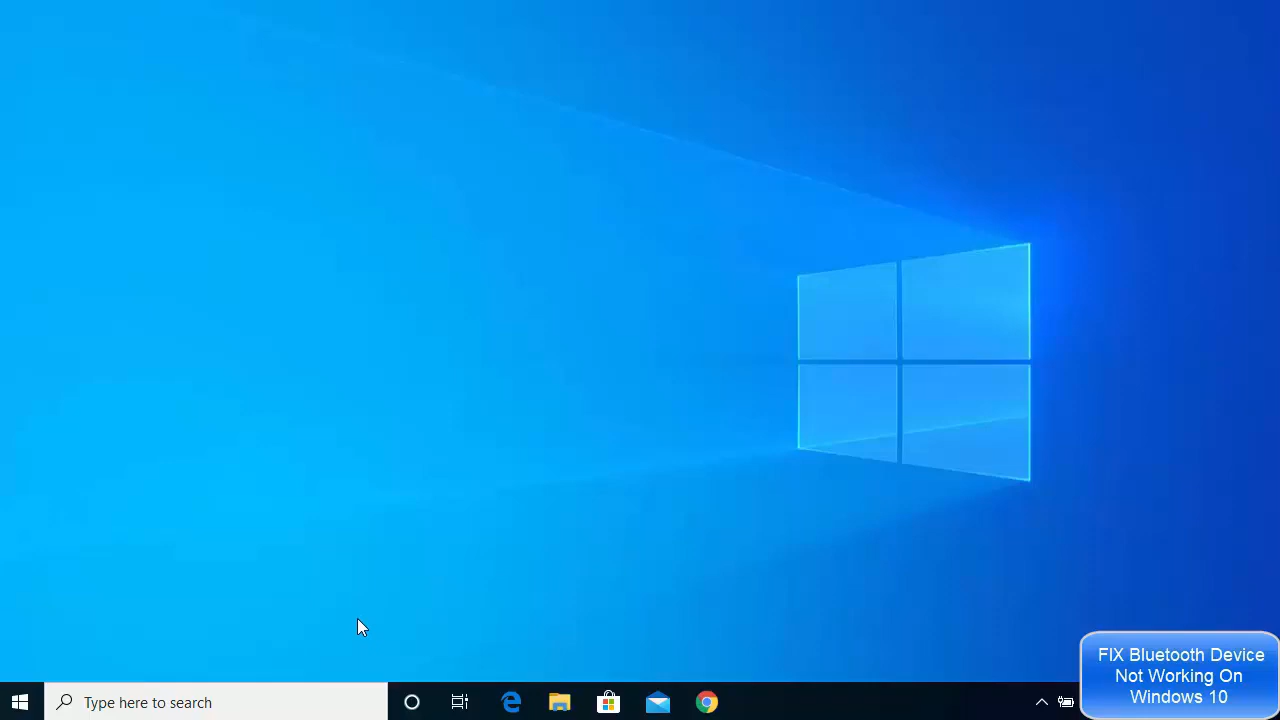 Type here to search
FIX Bluetooth Device
Not Working On
Windows 10